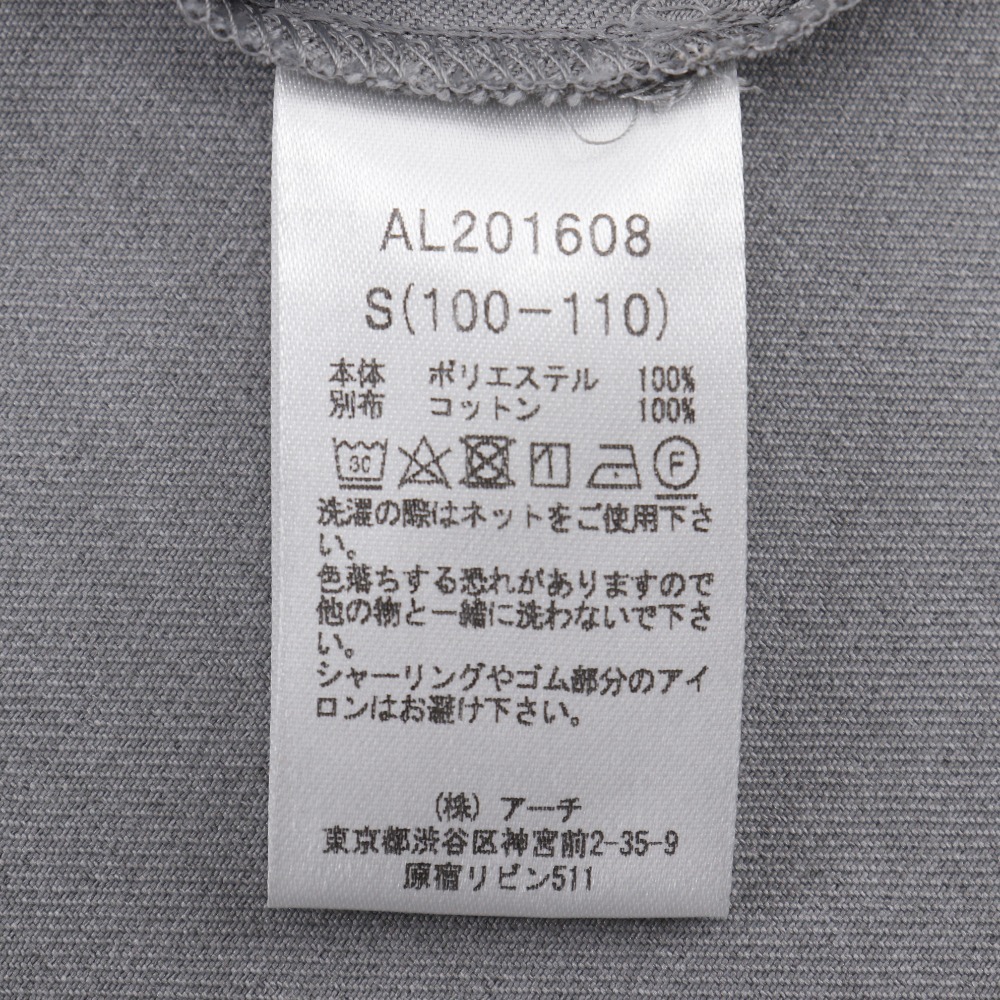 AL201608
S(100-110)
本体 ポリエステル 100%
別布 コットン 100%
30 F
洗濯の際はネットをご使用下さ
い。
色落ちする恐れがありますので
他の物と一緒に洗わないで下さ
い。
シャーリングやゴム部分のアイ
ロンはお避け下さい。
(株) アーチ
東京都渋谷区神宮前2-35-9
原宿リビン511